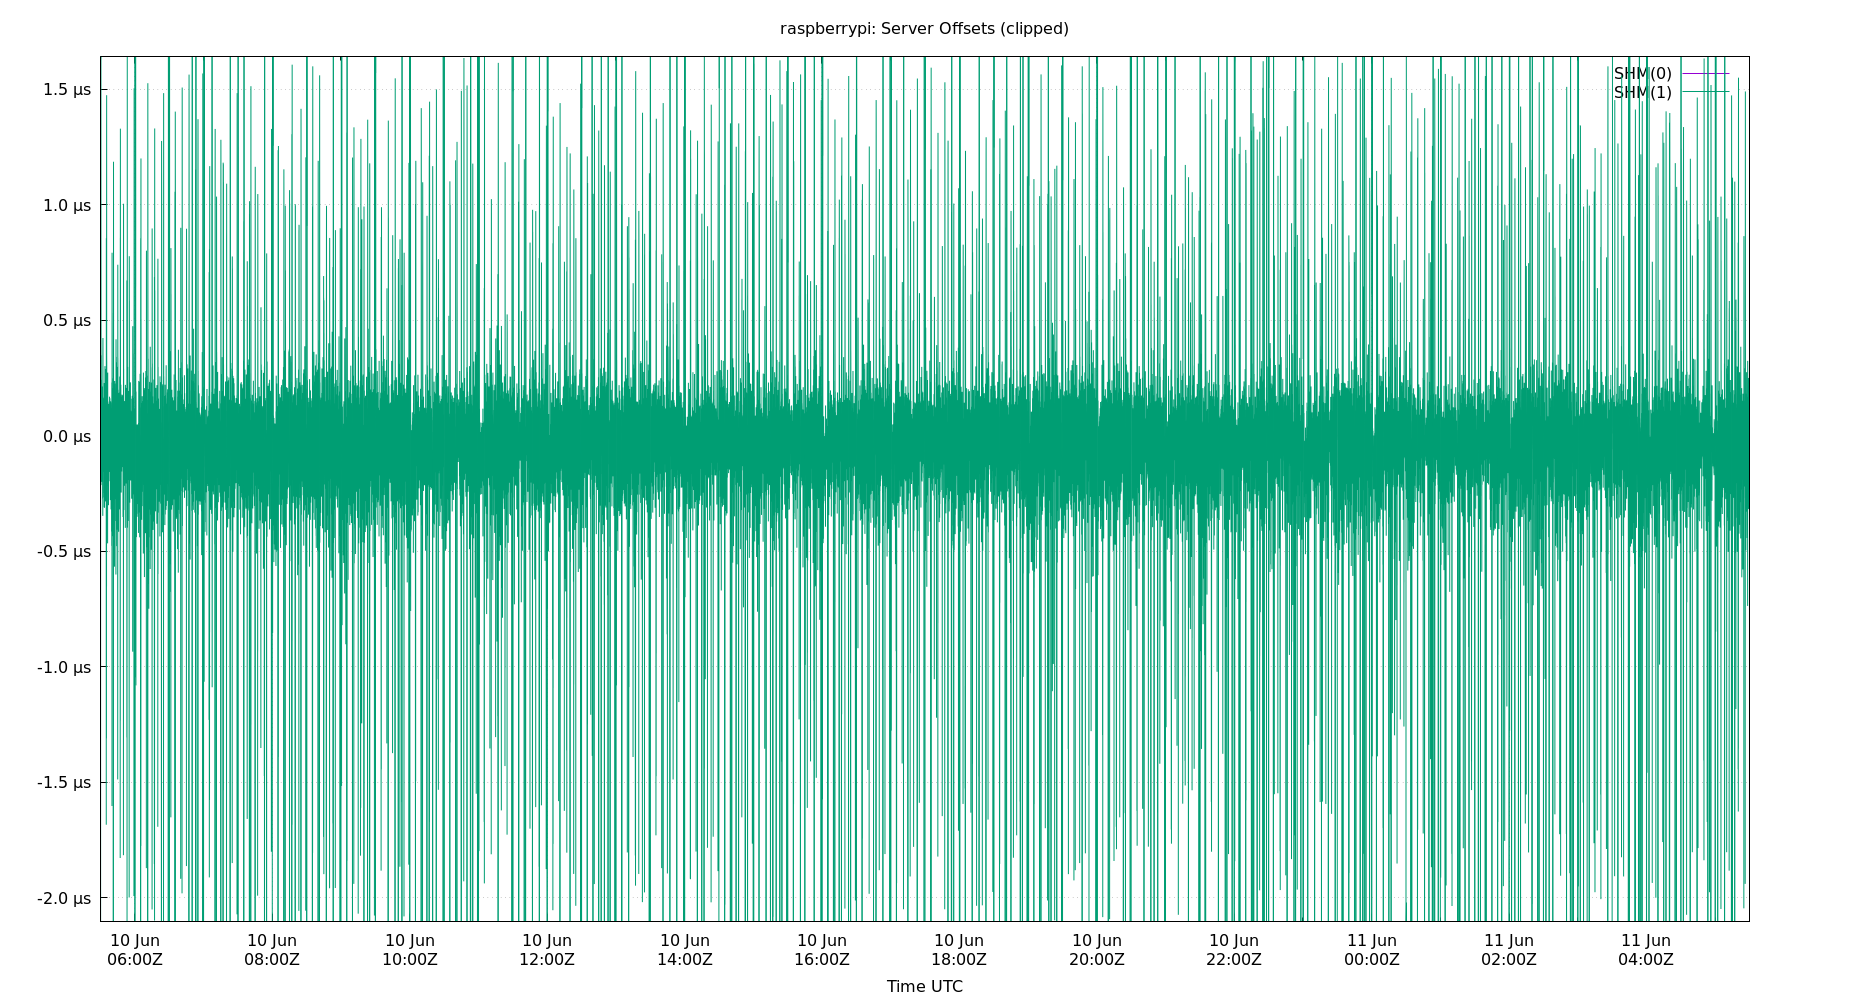 raspberrypi: Server Offsets (clipped)
SHM(0)
SHM(1)
1.5 µs
1.0 µs
0.5 µs
0.0 µs
-0.5 µs
-1.0 µs
-1.5 µs
-2.0 µs
10 Jun 10 Jun 10 Jun 10 Jun 10 Jun 10 Jun 10 Jun 10 Jun 10 Jun 11 Jun 11 Jun 11 Jun
06:00Z 08:00Z 10:00Z 12:00Z 14:00Z 16:00Z 18:00Z 20:00Z 22:00Z 00:00Z 02:00Z 04:00Z
Time UTC